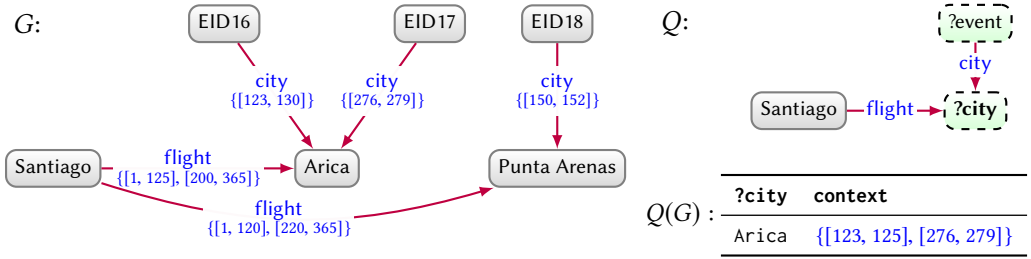 G:
EID16
EID17
EID18
city
{[123, 130]}
city
{[276, 279]}
city
{[150, 152]}
Santiago
flight
{[1, 125], [200, 365]}
Arica
Punta Arenas
flight
{[1, 120], [220, 365]}
Q:
?event
city
Santiago
flight
?city
Q(G) :
?city context
Arica {[123, 125], [276, 279]}